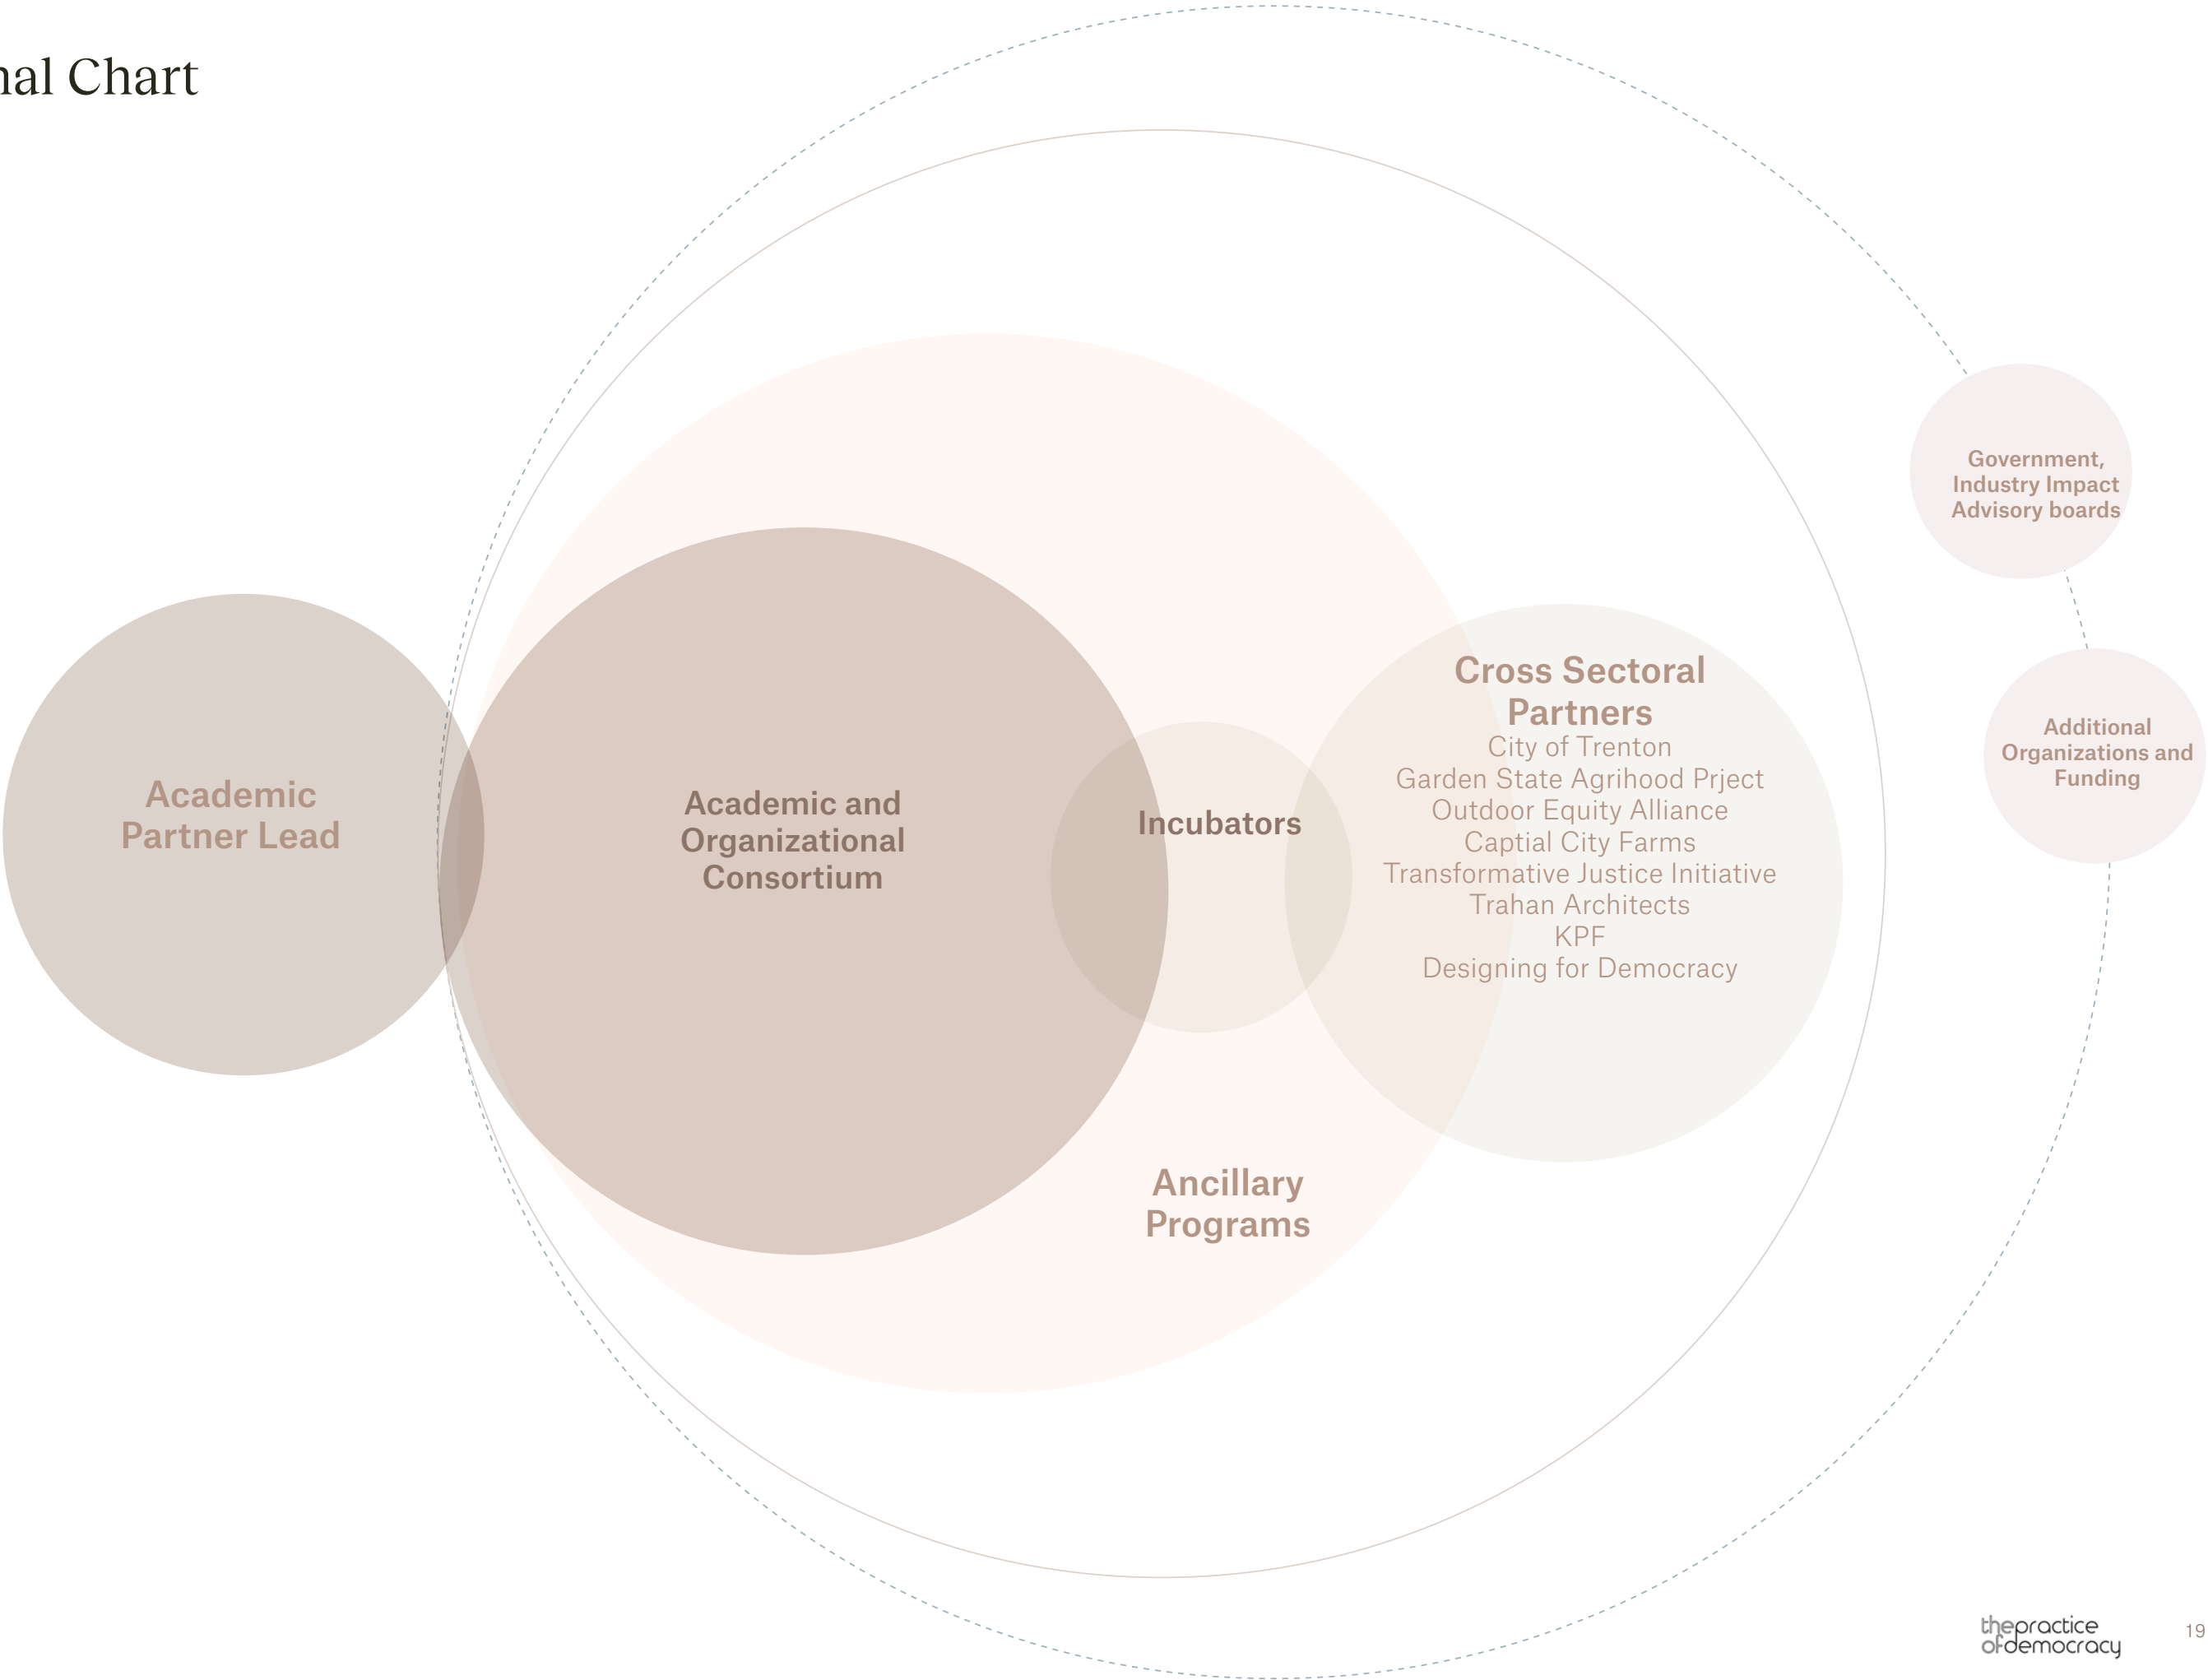 nal Chart
Government,
Industry Impact
Advisory boards
Additional
Organizations and
Funding
Academic
Partner Lead
Academic and
Organizational
Consortium
Incubators
Cross Sectoral
Partners
City of Trenton
Garden State Agrihood Prject
Outdoor Equity Alliance
Captial City Farms
Transformative Justice Initiative
Trahan Architects
KPF
Designing for Democracy
Ancillary
Programs
thepractice
ofdemocracy
19